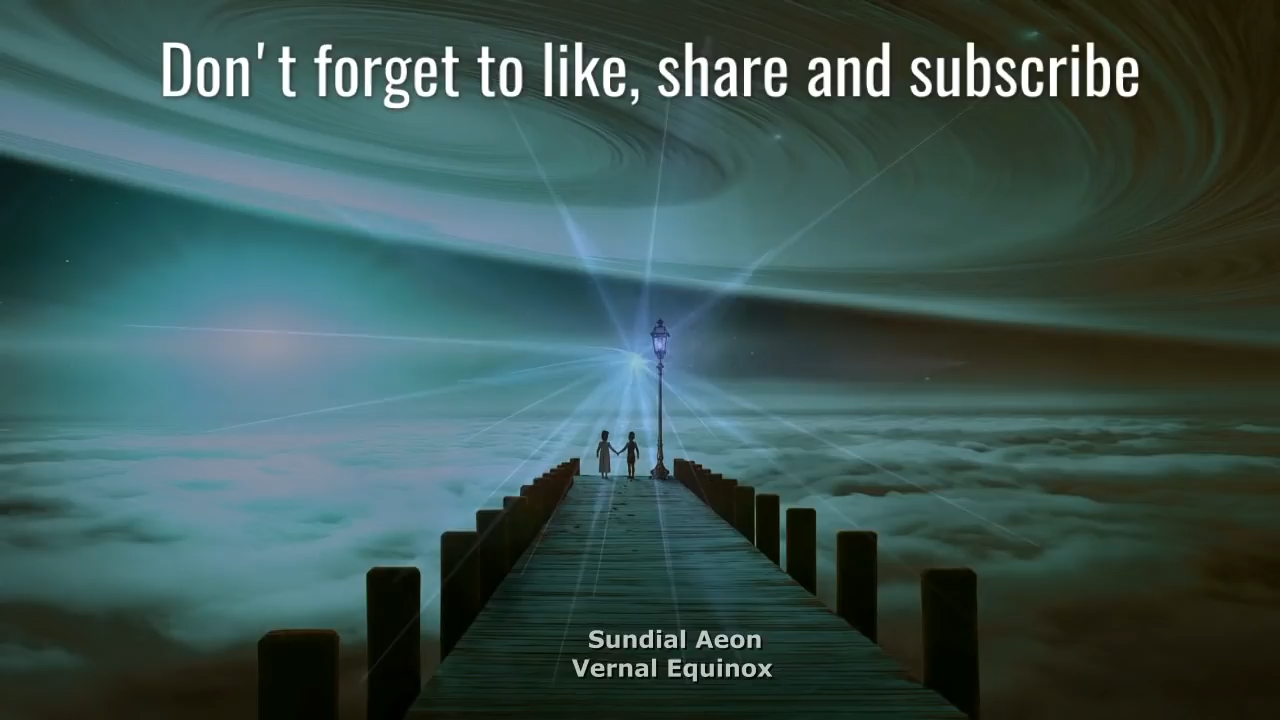 Don't forget to like, share and subscribe
Sundial Aeon
Vernal Equinox